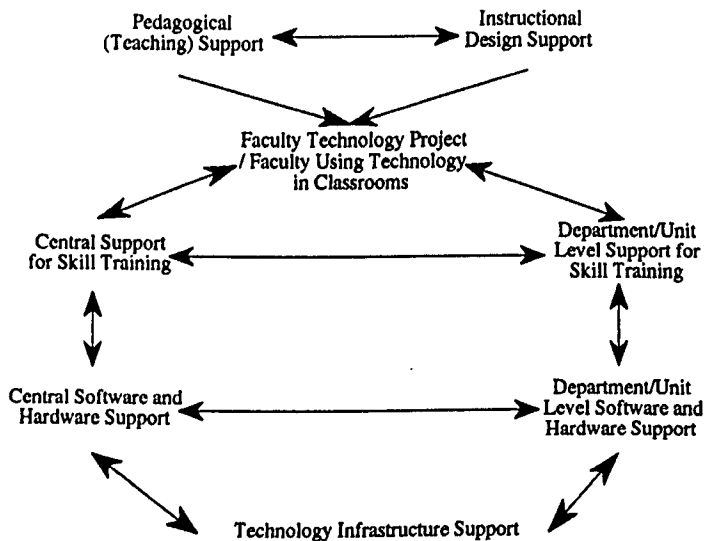 Pedagogical
(Teaching) Support
Instructional
Design Support
Faculty Technology Project
/ Faculty Using Technology
in Classrooms
Central Support
for Skill Training
Department/Unit
Level Support for
Skill Training
Central Software and
Hardware Support
Department/Unit
Level Software and
Hardware Support
Technology Infrastructure Support